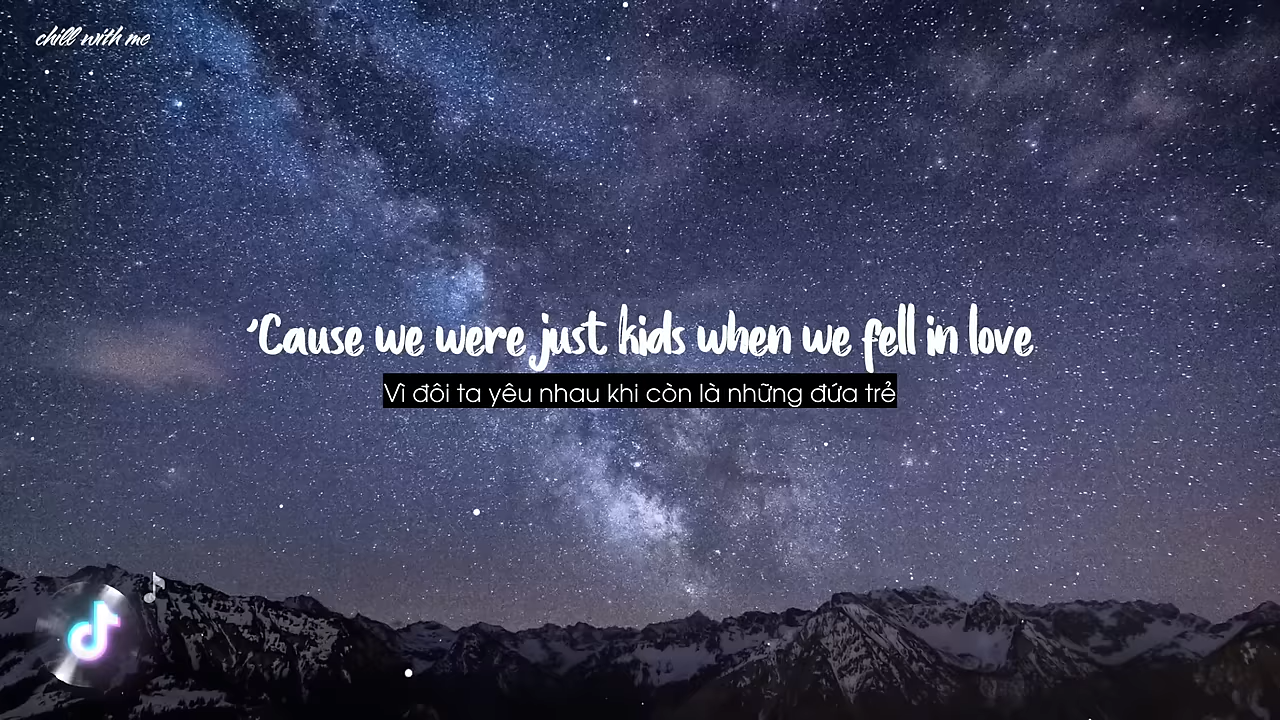 chill with me
'Cause we were just kids when we fell in love
Vì đôi ta yêu nhau khi còn là những đứa trẻ